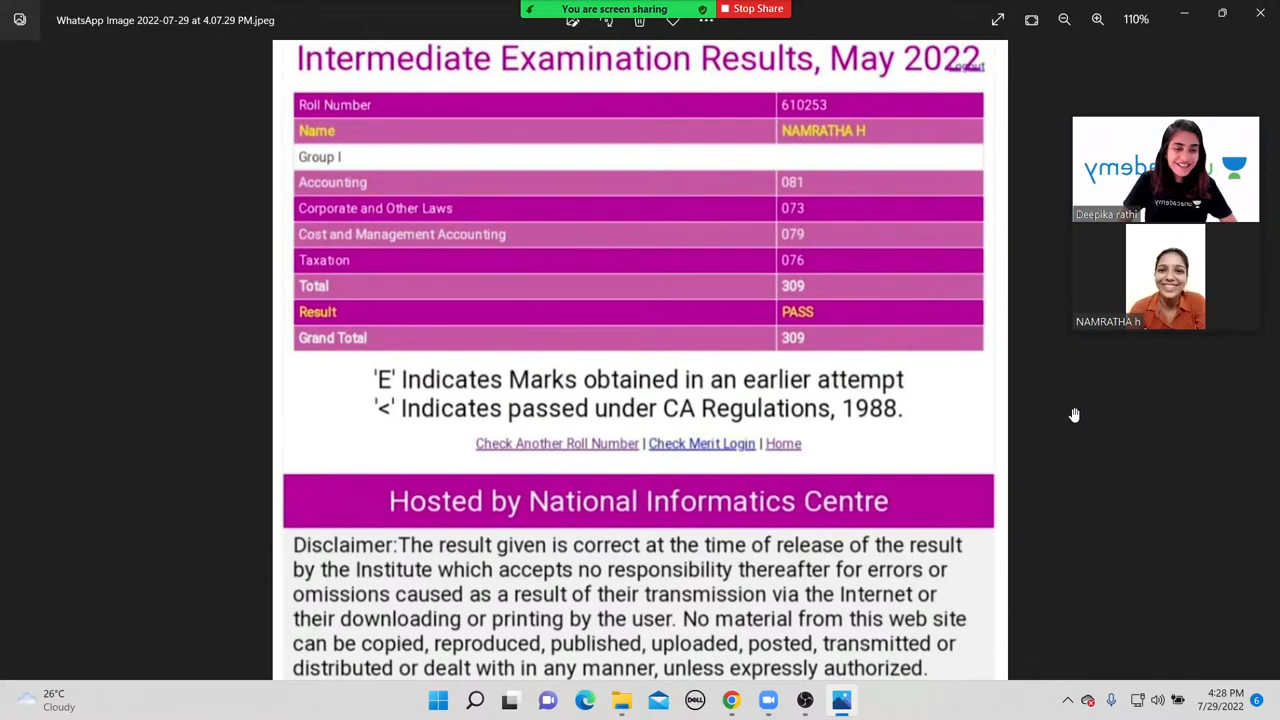 WhatsApp Image 2022-07-29 at 4.07.29 PM.jpeg
You are screen sharing
Stop Share
110%
Intermediate Examination Results, May 2022
Logout
Roll Number 610253
Name NAMRATHA H
Group I
Accounting 081
Corporate and Other Laws 073
Cost and Management Accounting 079
Taxation 076
Total 309
Result PASS
Grand Total 309
'E' Indicates Marks obtained in an earlier attempt
'<' Indicates passed under CA Regulations, 1988.
Check Another Roll Number | Check Merit Login | Home
Hosted by National Informatics Centre
Disclaimer:The result given is correct at the time of release of the result
by the Institute which accepts no responsibility thereafter for errors or
omissions caused as a result of their transmission via the Internet or
their downloading or printing by the user. No material from this web site
can be copied, reproduced, published, uploaded, posted, transmitted or
distributed or dealt with in any manner, unless expressly authorized.
unacademy
Deepika rathi
NAMRATHA h
26°C
Cloudy
DELL
4:28 PM
7/29/2022
6